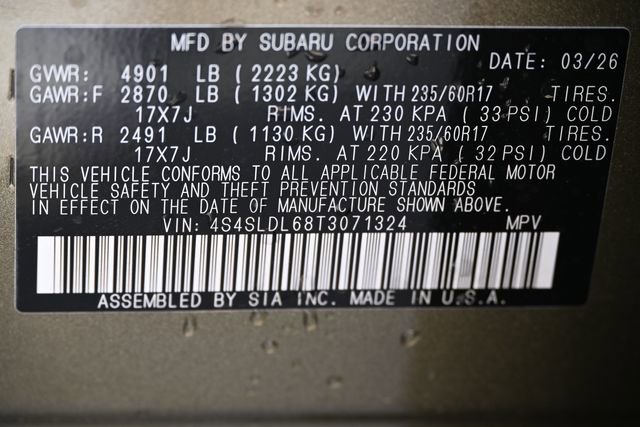 MFD BY SUBARU CORPORATION
DATE: 03/26
GVWR: 4901 LB (2223 KG)
GAWR:F 2870 LB (1302 KG) WITH 235/60R17 TIRES.
17X7J RIMS. AT 230 KPA (33 PSI) COLD
GAWR:R 2491 LB (1130 KG) WITH 235/60R17 TIRES.
17X7J RIMS. AT 220 KPA (32 PSI) COLD
THIS VEHICLE CONFORMS TO ALL APPLICABLE FEDERAL MOTOR
VEHICLE SAFETY AND THEFT PREVENTION STANDARDS
IN EFFECT ON THE DATE OF MANUFACTURE SHOWN ABOVE.
VIN: 4S4SLDL68T3071324 MPV
ASSEMBLED BY SIA INC. MADE IN U.S.A.